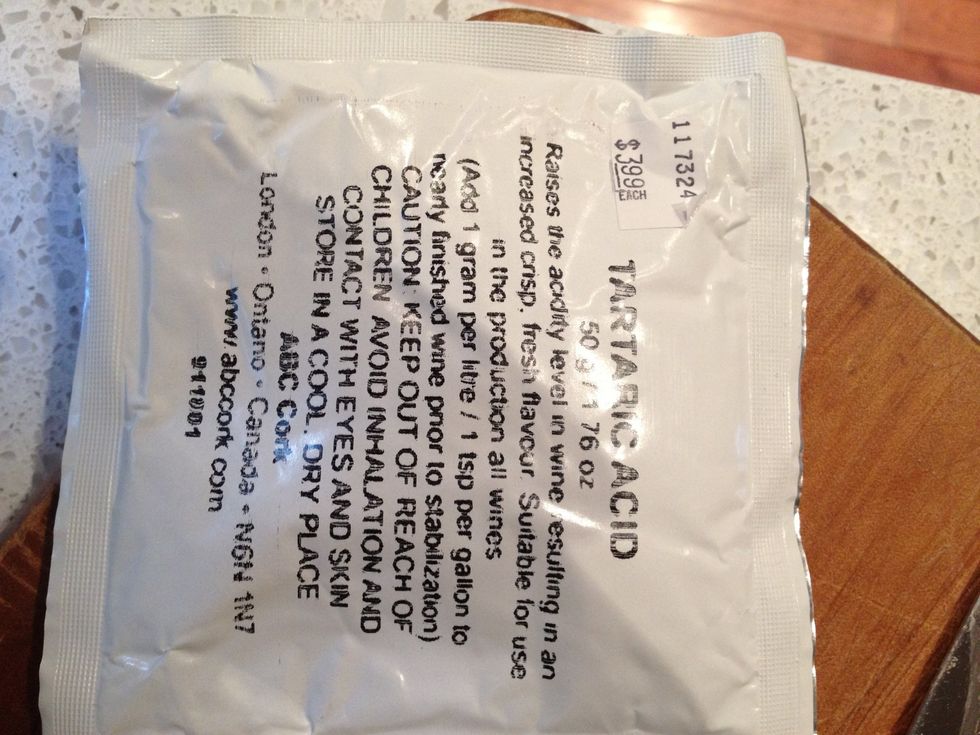 117324
$3.99 EA
TARTARIC ACID
50 g / 1 76 oz
Raises the acidity level in wine resulting in an
increased crisp, fresh flavour. Suitable for use
in the production all wines
(Add 1 gram per litre / 1 tsp per gallon to
nearly finished wine prior to stabilization)
CAUTION: KEEP OUT OF REACH OF
CHILDREN AVOID INHALATION AND
CONTACT WITH EYES AND SKIN
STORE IN A COOL, DRY PLACE
ABC Cork
London • Ontario • Canada • N6N 1N7
www.abccork com